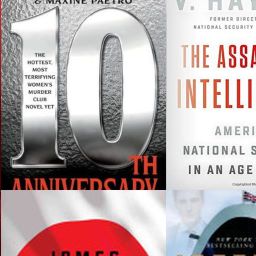 & MAXINE PAETRO
10
THE
HOTTEST,
MOST
TERRIFYING
WOMEN'S
MURDER
CLUB
NOVEL YET
TH
ANNIVERSARY
V. HAY
FORMER DIREC
NATIONAL SECURITY
THE ASSA
INTELLI
AMERI
NATIONAL S
IN AN AGE
JAMES
NEW YORK
BESTSELLING